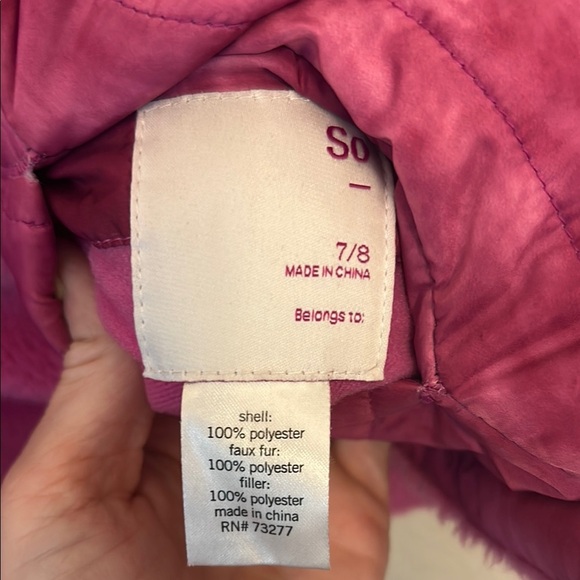 So
7/8
MADE IN CHINA
Belongs to:
shell:
100% polyester
faux fur:
100% polyester
filler:
100% polyester
made in china
RN# 73277